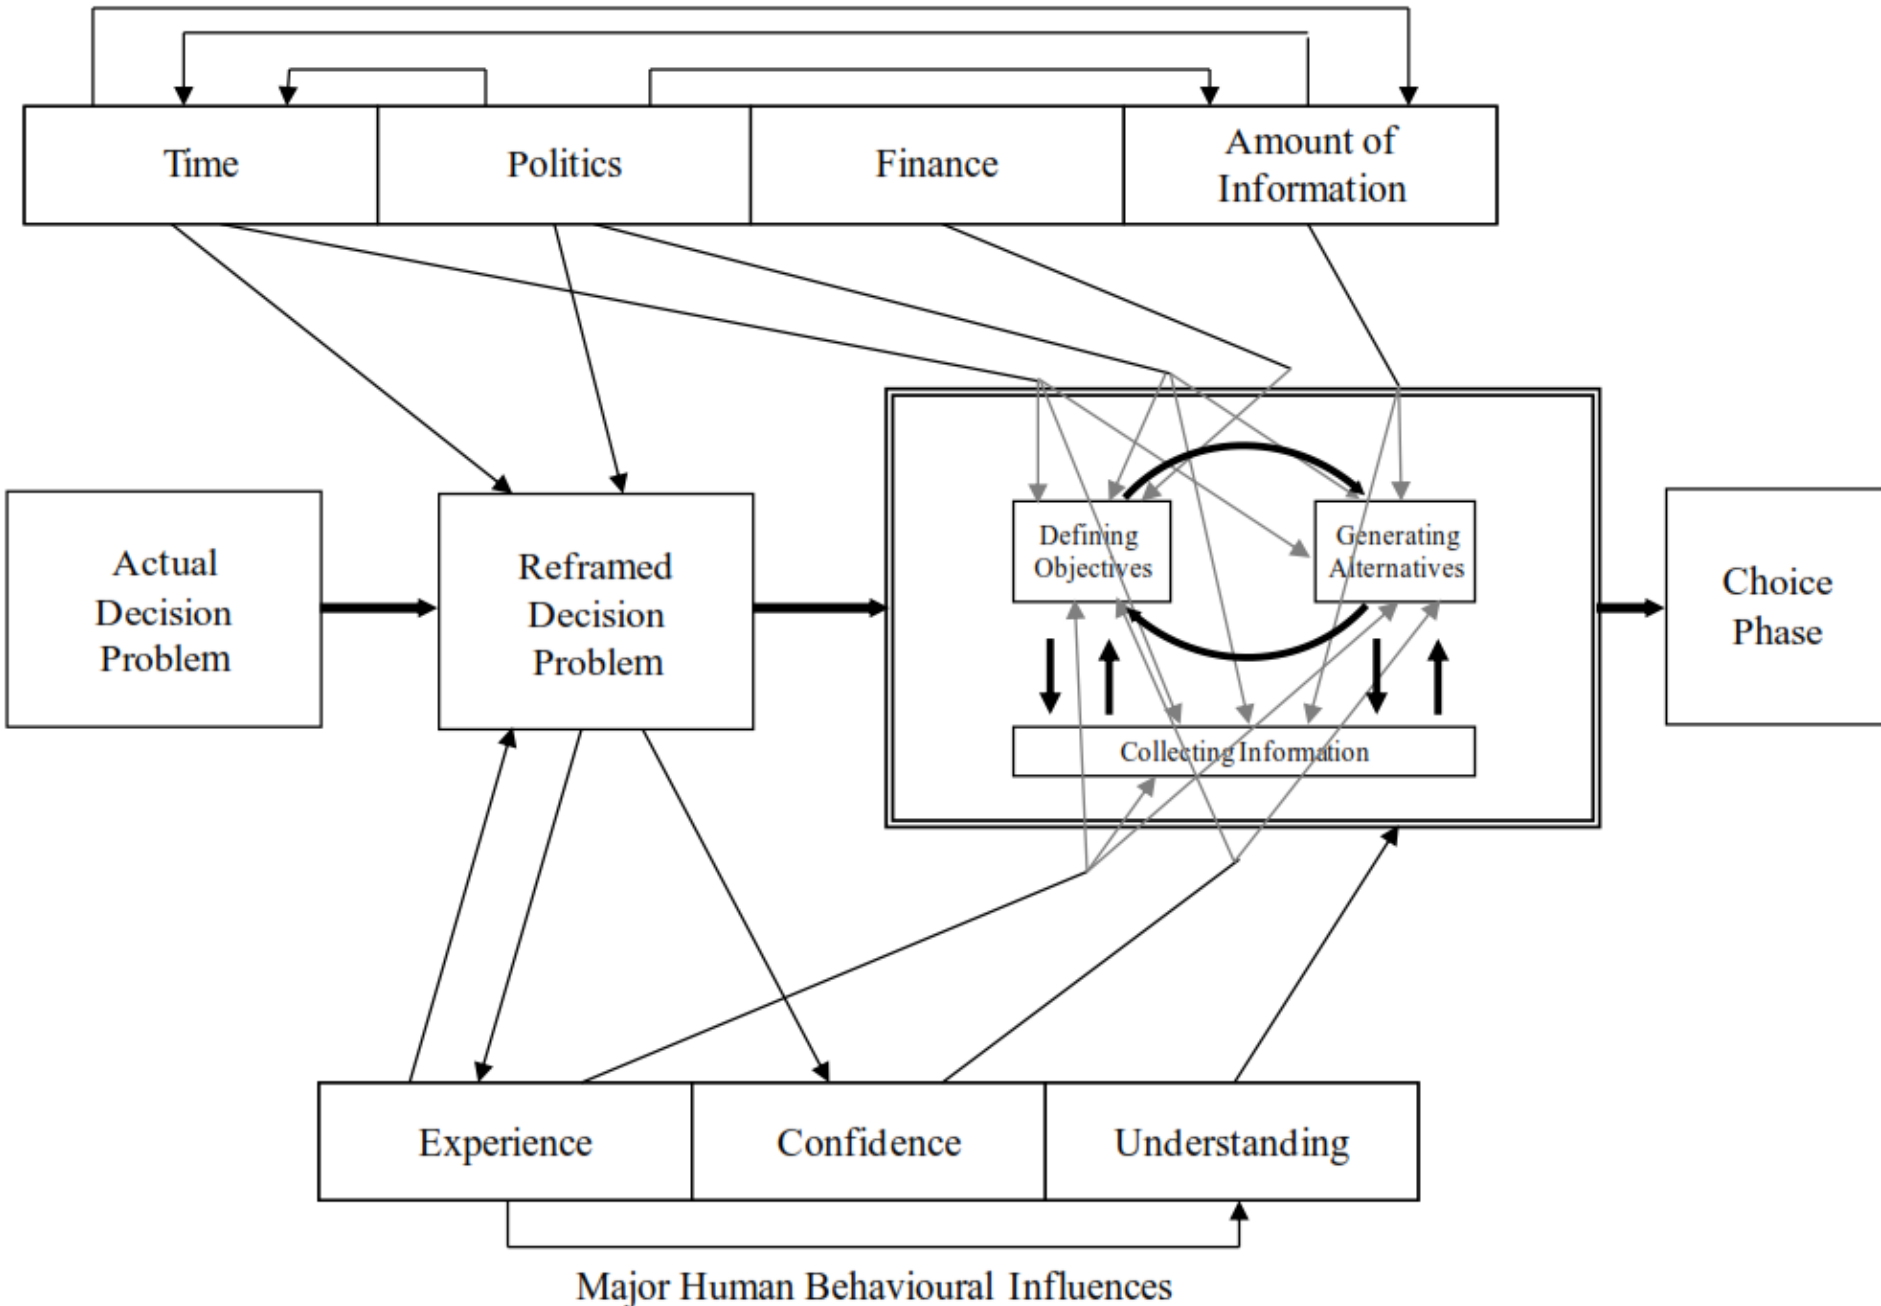 Time
Politics
Finance
Amount of
Information
Actual
Decision
Problem
Reframed
Decision
Problem
Defining
Objectives
Generating
Alternatives
Collecting Information
Choice
Phase
Experience
Confidence
Understanding
Major Human Behavioural Influences